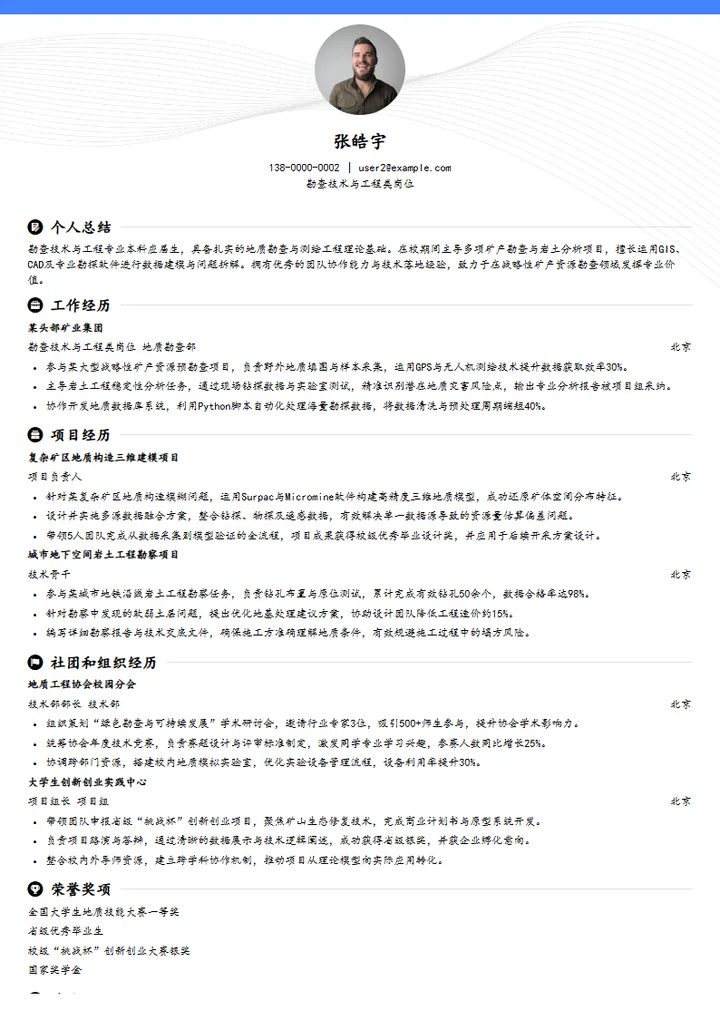 张皓宇
138-0000-0002 | user2@example.com
勘查技术与工程类岗位
个人总结
勘查技术与工程专业本科应届生，具备扎实的地质勘查与测绘工程理论基础。在校期间主导多项矿产勘查与岩土分析项目，擅长运用GIS、
CAD及专业勘探软件进行数据建模与问题拆解。拥有优秀的团队协作能力与技术落地经验，致力于在战略性矿产资源勘查领域发挥专业价
值。
工作经历
某头部矿业集团
勘查技术与工程类岗位 地质勘查部 北京
• 参与某大型战略性矿产资源预勘查项目，负责野外地质填图与样本采集，运用GPS与无人机测绘技术提升数据获取效率30%。
• 主导岩土工程稳定性分析任务，通过现场钻探数据与实验室测试，精准识别潜在地质灾害风险点，输出专业分析报告被项目组采纳。
• 协作开发地质数据库系统，利用Python脚本自动化处理海量勘探数据，将数据清洗与预处理周期缩短40%。
项目经历
复杂矿区地质构造三维建模项目
项目负责人 北京
• 针对某复杂矿区地质构造模糊问题，运用Surpac与Micromine软件构建高精度三维地质模型，成功还原矿体空间分布特征。
• 设计并实施多源数据融合方案，整合钻探、物探及遥感数据，有效解决单一数据源导致的资源量估算偏差问题。
• 带领5人团队完成从数据采集到模型验证的全流程，项目成果获得校级优秀毕业设计奖，并应用于后续开采方案设计。
城市地下空间岩土工程勘察项目
技术骨干 北京
• 参与某城市地铁沿线岩土工程勘察任务，负责钻孔布置与原位测试，累计完成有效钻孔50余个，数据合格率达98%。
• 针对勘察中发现的软弱土层问题，提出优化地基处理建议方案，协助设计团队降低工程造价约15%。
• 编写详细勘察报告与技术交底文件，确保施工方准确理解地质条件，有效规避施工过程中的塌方风险。
社团和组织经历
地质工程协会校园分会
技术部部长 技术部 北京
• 组织策划“绿色勘查与可持续发展”学术研讨会，邀请行业专家3位，吸引500+师生参与，提升协会学术影响力。
• 统筹协会年度技术竞赛，负责赛题设计与评审标准制定，激发同学专业学习兴趣，参赛人数同比增长25%。
• 协调跨部门资源，搭建校内地质模拟实验室，优化实验设备管理流程，设备利用率提升30%。
大学生创新创业实践中心
项目组长 项目组 北京
• 带领团队申报省级“挑战杯”创新创业项目，聚焦矿山生态修复技术，完成商业计划书与原型系统开发。
• 负责项目路演与答辩，通过清晰的数据展示与技术逻辑阐述，成功获得省级银奖，并获企业孵化意向。
• 整合校内外导师资源，建立跨学科协作机制，推动项目从理论模型向实际应用转化。
荣誉奖项
全国大学生地质技能大赛一等奖
省级优秀毕业生
校级“挑战杯”创新创业大赛银奖
国家奖学金